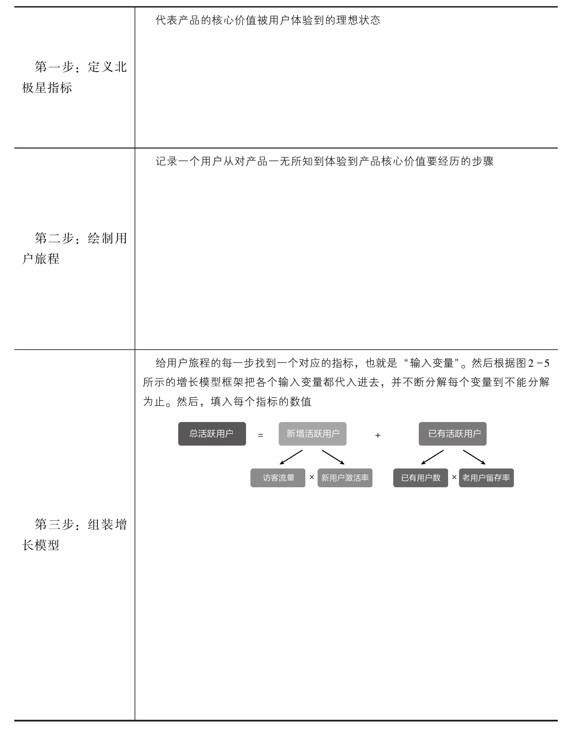 代表产品的核心价值被用户体验到的理想状态
第一步：定义北
极星指标
记录一个用户从对产品一无所知到体验到产品核心价值要经历的步骤
第二步：绘制用
户旅程
给用户旅程的每一步找到一个对应的指标，也就是“输入变量”。然后根据图2-5
所示的增长模型框架把各个输入变量都代入进去，并不断分解每个变量到不能分解
为止。然后，填入每个指标的数值
总活跃用户 = 新增活跃用户 + 已有活跃用户
访客流量 × 新用户激活率 已有用户数 × 老用户留存率
第三步：组装增
长模型